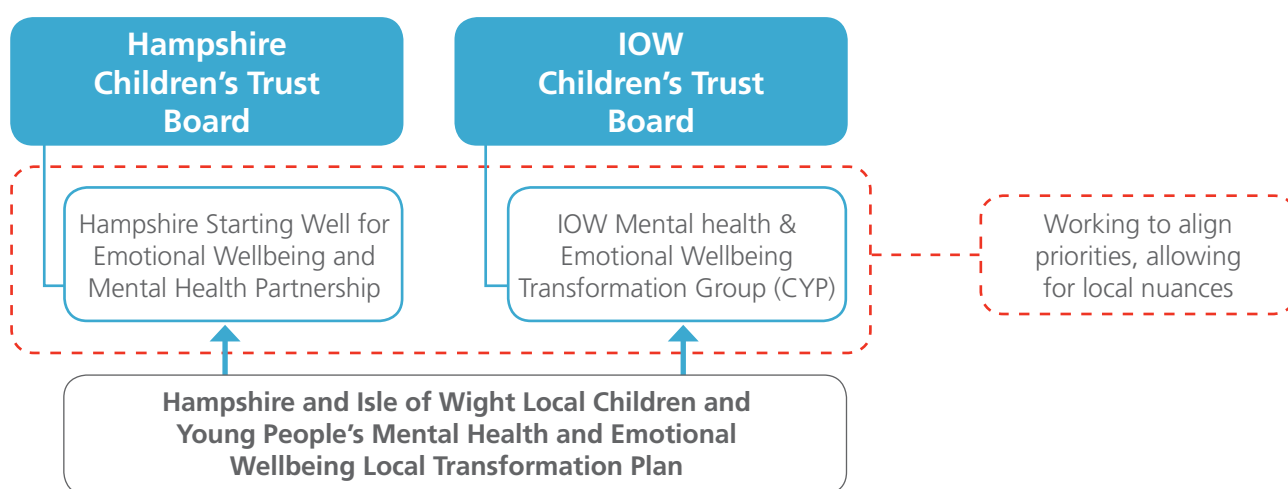 Hampshire
Children’s Trust
Board
IOW
Children’s Trust
Board
Hampshire Starting Well for
Emotional Wellbeing and
Mental Health Partnership
IOW Mental health &
Emotional Wellbeing
Transformation Group (CYP)
Working to align
priorities, allowing
for local nuances
Hampshire and Isle of Wight Local Children and
Young People’s Mental Health and Emotional
Wellbeing Local Transformation Plan